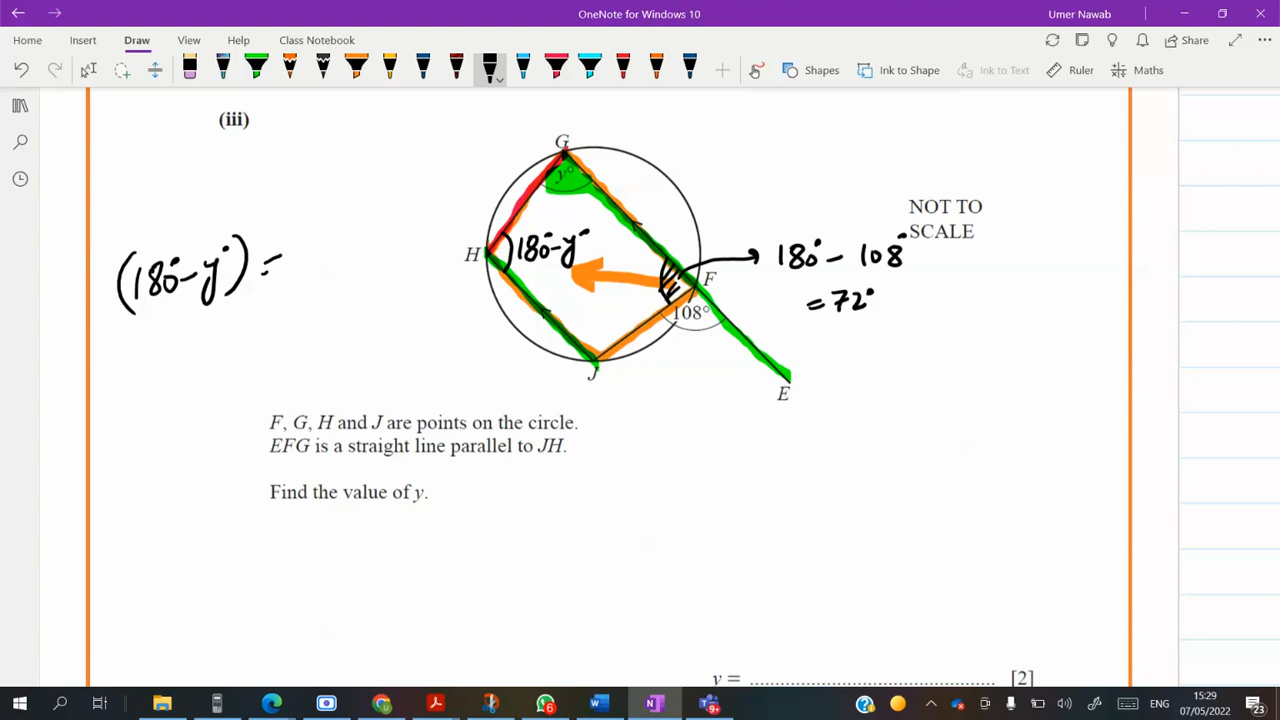 OneNote for Windows 10
Umer Nawab
Home Insert Draw View Help Class Notebook
Share
Shapes Ink to Shape Ink to Text Ruler Maths
(iii)
G
y°
NOT TO
SCALE
H
180°-y°
(180°-y°) =
180° - 108°
F
= 72°
108°
J
E
F, G, H and J are points on the circle.
EFG is a straight line parallel to JH.
Find the value of y.
y = ............................................... [2]
6
9+
ENG
15:29
07/05/2022
23